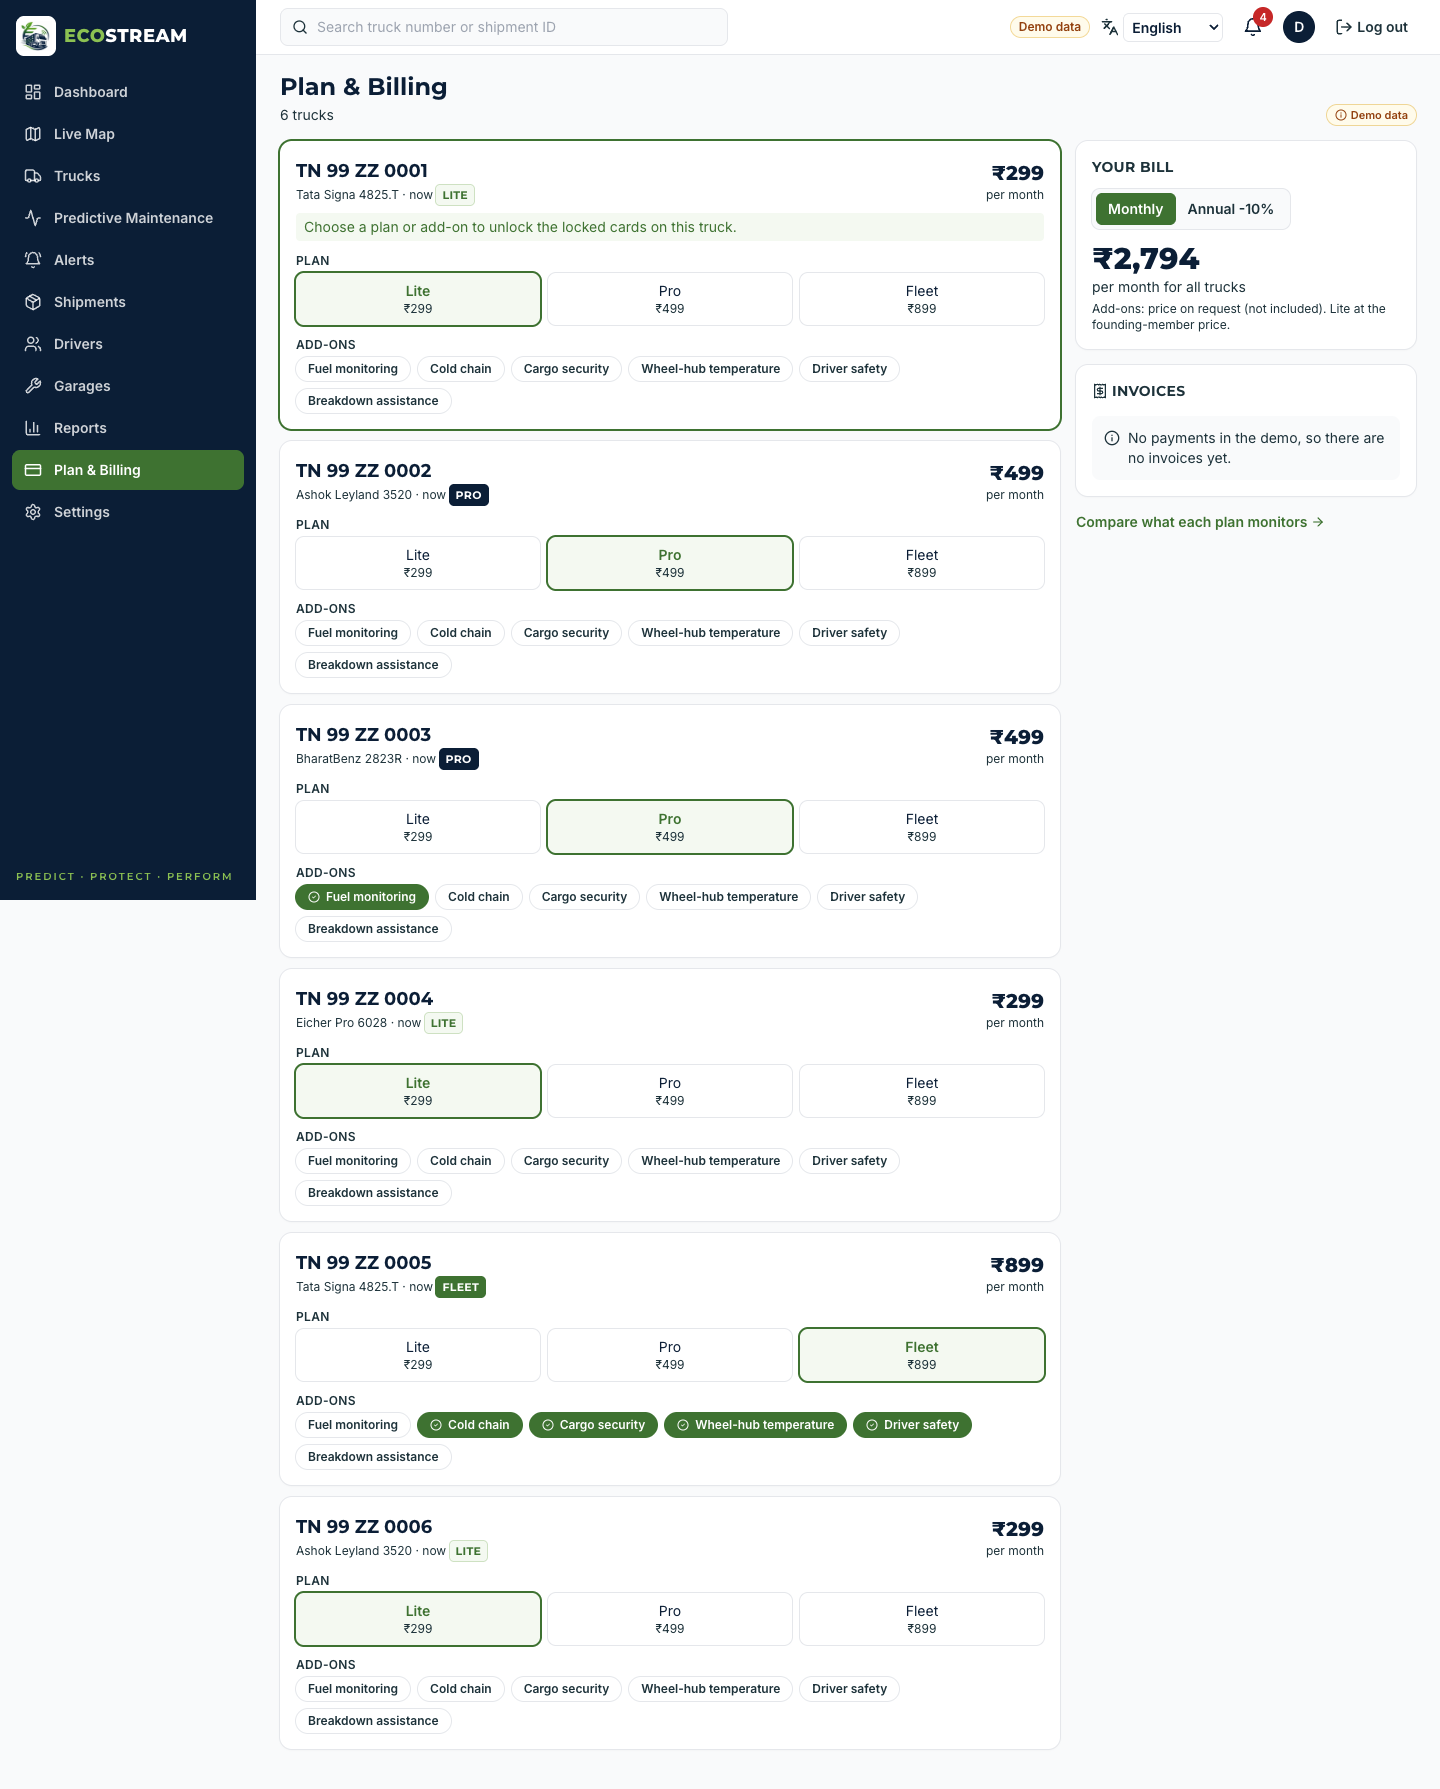 ECOSTREAM
Dashboard
Live Map
Trucks
Predictive Maintenance
Alerts
Shipments
Drivers
Garages
Reports
Plan & Billing
Settings
PREDICT · PROTECT · PERFORM
Search truck number or shipment ID
Demo data
English
4
D
Log out
Plan & Billing
6 trucks
Demo data
TN 99 ZZ 0001
₹299
Tata Signa 4825.T · now LITE
per month
Choose a plan or add-on to unlock the locked cards on this truck.
PLAN
Lite
₹299
Pro
₹499
Fleet
₹899
ADD-ONS
Fuel monitoring
Cold chain
Cargo security
Wheel-hub temperature
Driver safety
Breakdown assistance
TN 99 ZZ 0002
₹499
Ashok Leyland 3520 · now PRO
per month
PLAN
Lite
₹299
Pro
₹499
Fleet
₹899
ADD-ONS
Fuel monitoring
Cold chain
Cargo security
Wheel-hub temperature
Driver safety
Breakdown assistance
TN 99 ZZ 0003
₹499
BharatBenz 2823R · now PRO
per month
PLAN
Lite
₹299
Pro
₹499
Fleet
₹899
ADD-ONS
Fuel monitoring
Cold chain
Cargo security
Wheel-hub temperature
Driver safety
Breakdown assistance
TN 99 ZZ 0004
₹299
Eicher Pro 6028 · now LITE
per month
PLAN
Lite
₹299
Pro
₹499
Fleet
₹899
ADD-ONS
Fuel monitoring
Cold chain
Cargo security
Wheel-hub temperature
Driver safety
Breakdown assistance
TN 99 ZZ 0005
₹899
Tata Signa 4825.T · now FLEET
per month
PLAN
Lite
₹299
Pro
₹499
Fleet
₹899
ADD-ONS
Fuel monitoring
Cold chain
Cargo security
Wheel-hub temperature
Driver safety
Breakdown assistance
TN 99 ZZ 0006
₹299
Ashok Leyland 3520 · now LITE
per month
PLAN
Lite
₹299
Pro
₹499
Fleet
₹899
ADD-ONS
Fuel monitoring
Cold chain
Cargo security
Wheel-hub temperature
Driver safety
Breakdown assistance
YOUR BILL
Monthly
Annual -10%
₹2,794
per month for all trucks
Add-ons: price on request (not included). Lite at the
founding-member price.
INVOICES
No payments in the demo, so there are
no invoices yet.
Compare what each plan monitors →